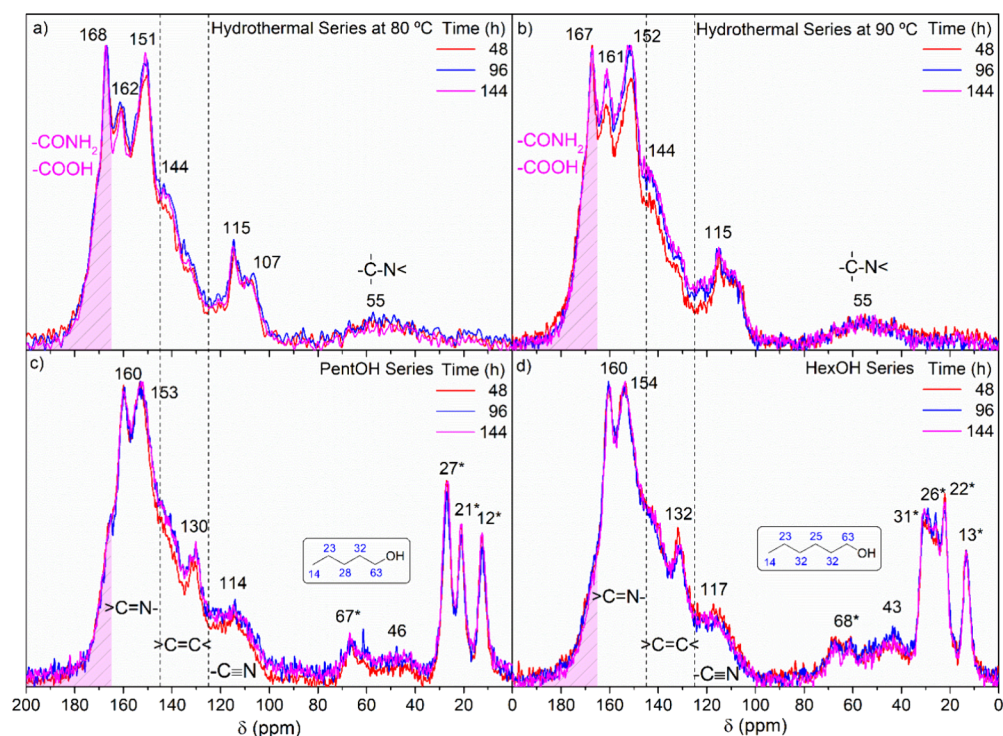 a)
168
151
Hydrothermal Series at 80 ºC
Time (h)
48
96
144
162
-CONH2
-COOH
144
115
107
-C-N<
55
b)
167
152
Hydrothermal Series at 90 ºC
Time (h)
48
96
144
161
-CONH2
-COOH
144
115
-C-N<
55
c)
160
153
PentOH Series
Time (h)
48
96
144
130
27*
21*
12*
23 32
OH
14 28 63
114
>C=N-
>C=C<
-C≡N
67*
46
d)
160
154
HexOH Series
Time (h)
48
96
144
132
31*
26*
22*
13*
23 25 63
OH
14 32 32
117
>C=N-
>C=C<
-C≡N
68*
43
200 180 160 140 120 100 80 60 40 20 0
180 160 140 120 100 80 60 40 20 0
δ (ppm)
δ (ppm)